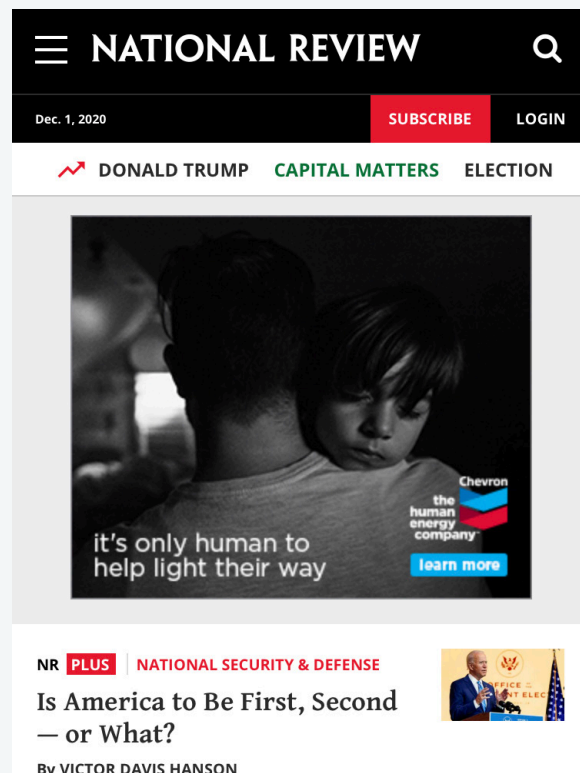 NATIONAL REVIEW
Dec. 1, 2020
SUBSCRIBE
LOGIN
DONALD TRUMP
CAPITAL MATTERS
ELECTION
Chevron
the
human
energy
company™
it's only human to
help light their way
learn more
NR PLUS
NATIONAL SECURITY & DEFENSE
Is America to Be First, Second
— or What?
By VICTOR DAVIS HANSON